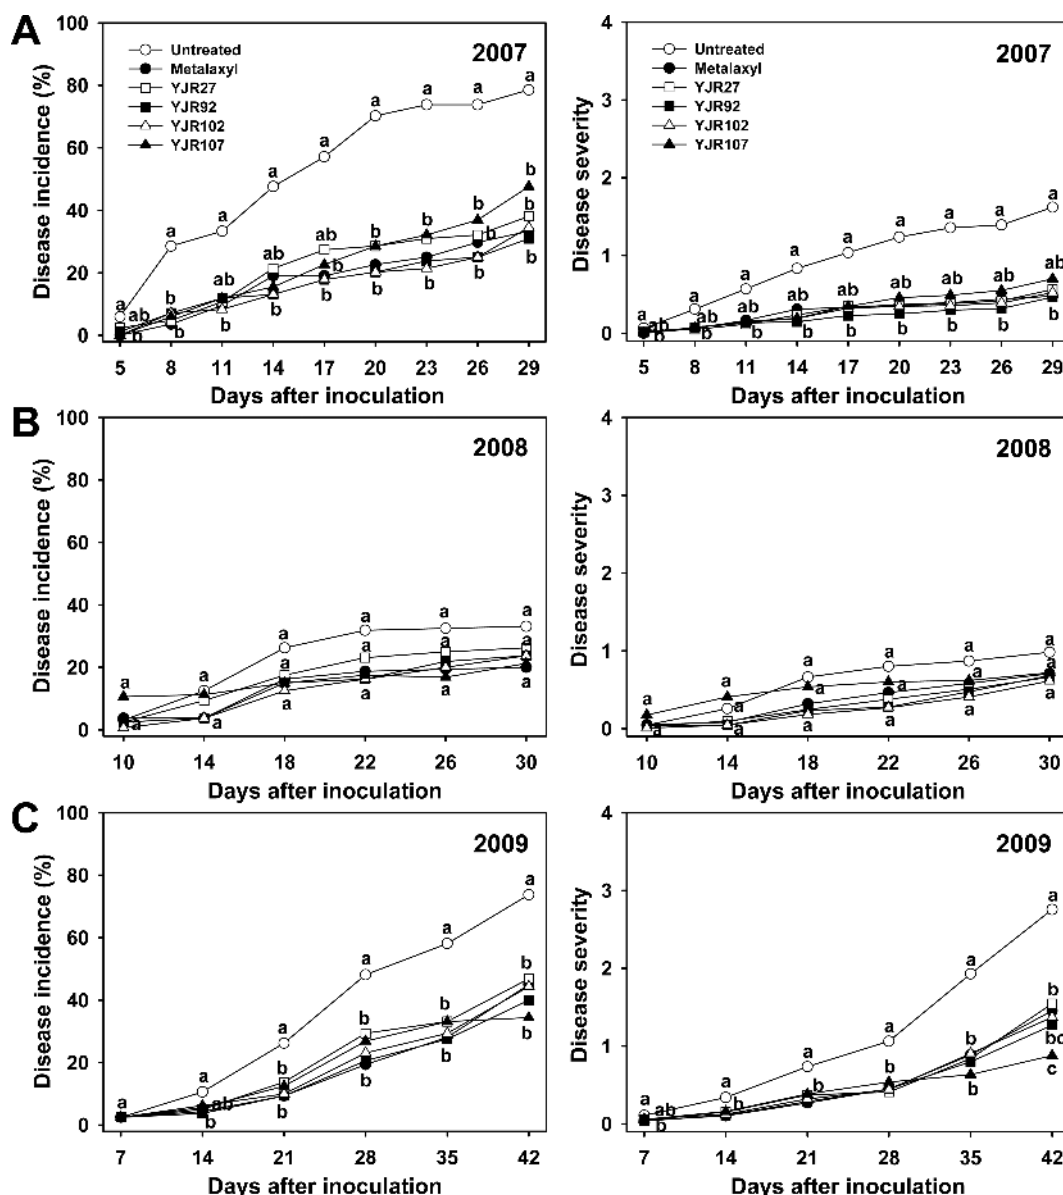 A
2007
Untreated
Metalaxyl
YJR27
YJR92
YJR102
YJR107
Disease incidence (%)
100
80
60
40
20
0
a a a a a a a a a
ab b ab ab ab b b b b
b b b b b b b b b
5 8 11 14 17 20 23 26 29
Days after inoculation
2007
Untreated
Metalaxyl
YJR27
YJR92
YJR102
YJR107
Disease severity
4
3
2
1
0
a a a a a a a a a
ab ab ab ab ab ab ab ab ab
b b b b b b b b b
5 8 11 14 17 20 23 26 29
Days after inoculation
B
2008
Disease incidence (%)
100
80
60
40
20
0
a a a a a a
a a a a
a a a a a a
10 14 18 22 26 30
Days after inoculation
2008
Disease severity
4
3
2
1
0
a a a a a a
a a a a a
a a a a a a
10 14 18 22 26 30
Days after inoculation
C
2009
Disease incidence (%)
100
80
60
40
20
0
a a a a a a
ab b b b b
b b b b b
7 14 21 28 35 42
Days after inoculation
2009
Disease severity
4
3
2
1
0
a a a a a a
ab b b b b b
b b bc
c
7 14 21 28 35 42
Days after inoculation